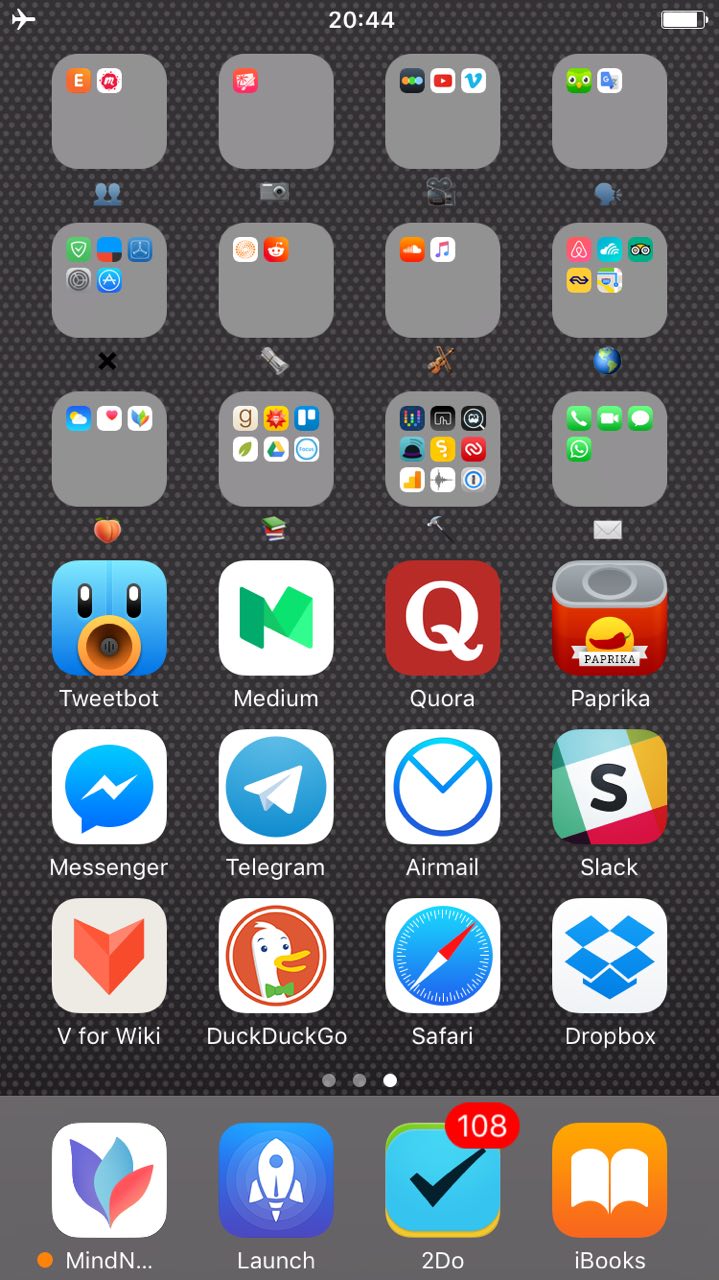 20:44
E
g
Focus
Tweetbot
Medium
Quora
Paprika
PAPRIKA
Messenger
Telegram
Airmail
Slack
V for Wiki
DuckDuckGo
Safari
Dropbox
108
MindN...
Launch
2Do
iBooks